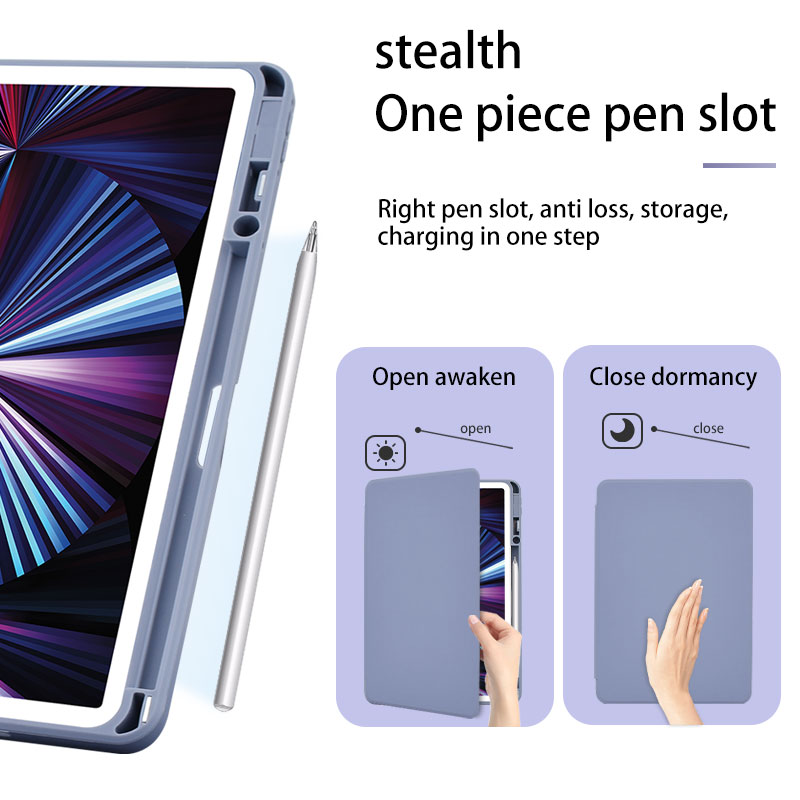 stealth
One piece pen slot
Right pen slot, anti loss, storage,
charging in one step
Open awaken
open
Close dormancy
close